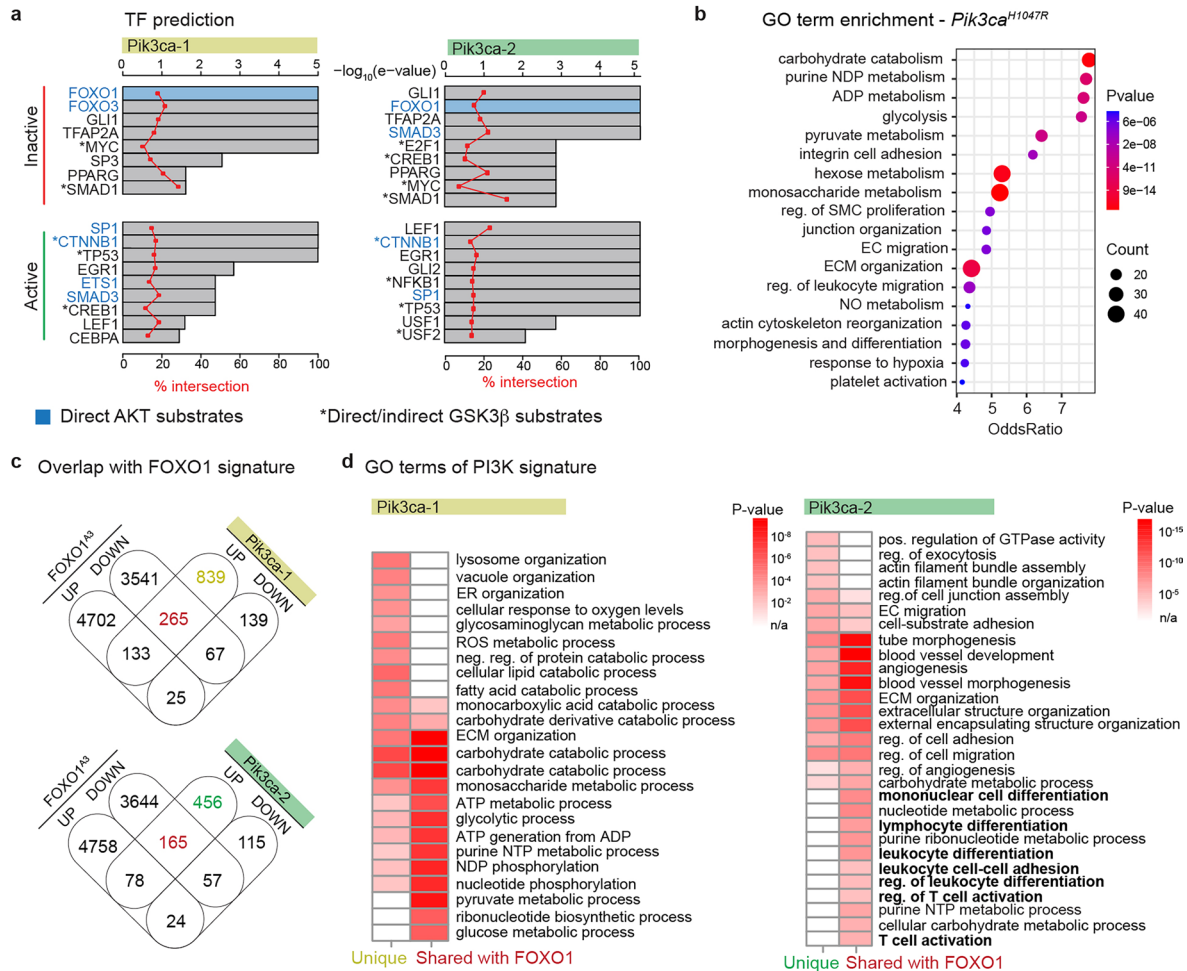 a
TF prediction
Pik3ca-1
0 1 2 3 4 5
−log10(e−value)
Pik3ca-2
0 1 2 3 4 5
Inactive
FOXO1
FOXO3
GLI1
TFAP2A
*MYC
SP3
PPARG
*SMAD1
GLI1
FOXO1
TFAP2A
SMAD3
*E2F1
*CREB1
PPARG
*MYC
*SMAD1
Active
SP1
*CTNNB1
*TP53
EGR1
ETS1
SMAD3
*CREB1
LEF1
CEBPA
LEF1
*CTNNB1
EGR1
GLI2
*NFKB1
SP1
*TP53
USF1
*USF2
0 20 40 60 80 100
% intersection
0 20 40 60 80 100
% intersection
Direct AKT substrates
*Direct/indirect GSK3β substrates
b
GO term enrichment - Pik3caH1047R
carbohydrate catabolism
purine NDP metabolism
ADP metabolism
glycolysis
pyruvate metabolism
integrin cell adhesion
hexose metabolism
monosaccharide metabolism
reg. of SMC proliferation
junction organization
EC migration
ECM organization
reg. of leukocyte migration
NO metabolism
actin cytoskeleton reorganization
morphogenesis and differentiation
response to hypoxia
platelet activation
4 5 6 7
OddsRatio
Pvalue
6e−06
2e−08
4e−11
9e−14
Count
20
30
40
c
Overlap with FOXO1 signature
FOXO1A3
UP
DOWN
UP
DOWN
Pik3ca-1
3541
839
4702
265
139
133
67
25
FOXO1A3
UP
DOWN
UP
DOWN
Pik3ca-2
3644
456
4758
165
115
78
57
24
d
GO terms of PI3K signature
Pik3ca-1
P-value
10-8
10-6
10-4
10-2
n/a
lysosome organization
vacuole organization
ER organization
cellular response to oxygen levels
glycosaminoglycan metabolic process
ROS metabolic process
neg. reg. of protein catabolic process
cellular lipid catabolic process
fatty acid catabolic process
monocarboxylic acid catabolic process
carbohydrate derivative catabolic process
ECM organization
carbohydrate catabolic process
carbohydrate catabolic process
monosaccharide metabolic process
ATP metabolic process
glycolytic process
ATP generation from ADP
purine NTP metabolic process
NDP phosphorylation
nucleotide phosphorylation
pyruvate metabolic process
ribonucleotide biosynthetic process
glucose metabolic process
Unique Shared with FOXO1
Pik3ca-2
P-value
10-15
10-10
10-5
n/a
pos. regulation of GTPase activity
reg. of exocytosis
actin filament bundle assembly
actin filament bundle organization
reg.of cell junction assembly
EC migration
cell-substrate adhesion
tube morphogenesis
blood vessel development
angiogenesis
blood vessel morphogenesis
ECM organization
extracellular structure organization
external encapsulating structure organization
reg. of cell adhesion
reg. of cell migration
reg. of angiogenesis
carbohydrate metabolic process
mononuclear cell differentiation
nucleotide metabolic process
lymphocyte differentiation
purine ribonucleotide metabolic process
leukocyte differentiation
leukocyte cell-cell adhesion
reg. of leukocyte differentiation
reg. of T cell activation
purine NTP metabolic process
cellular carbohydrate metabolic process
T cell activation
Unique Shared with FOXO1